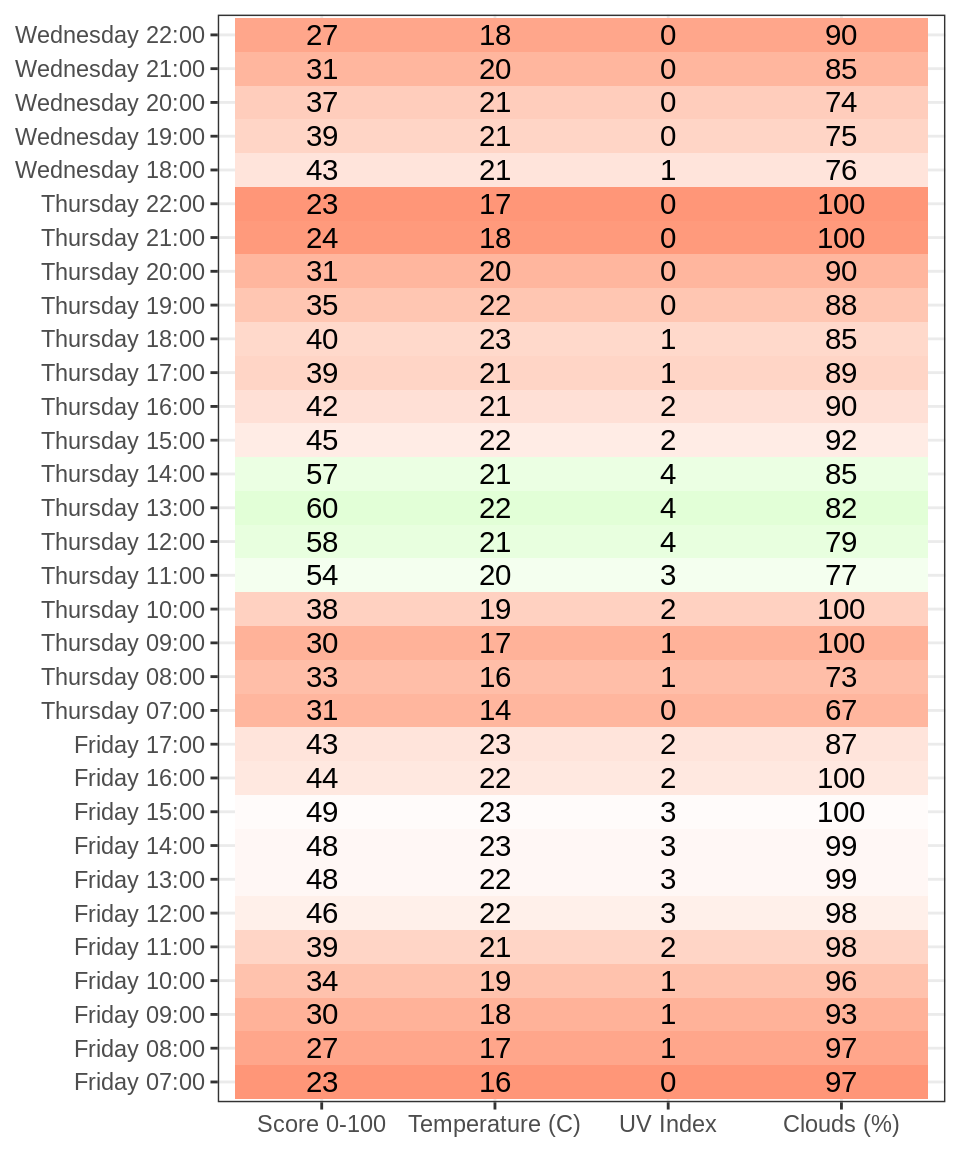 Wednesday 22:00 27 18 0 90
Wednesday 21:00 31 20 0 85
Wednesday 20:00 37 21 0 74
Wednesday 19:00 39 21 0 75
Wednesday 18:00 43 21 1 76
Thursday 22:00 23 17 0 100
Thursday 21:00 24 18 0 100
Thursday 20:00 31 20 0 90
Thursday 19:00 35 22 0 88
Thursday 18:00 40 23 1 85
Thursday 17:00 39 21 1 89
Thursday 16:00 42 21 2 90
Thursday 15:00 45 22 2 92
Thursday 14:00 57 21 4 85
Thursday 13:00 60 22 4 82
Thursday 12:00 58 21 4 79
Thursday 11:00 54 20 3 77
Thursday 10:00 38 19 2 100
Thursday 09:00 30 17 1 100
Thursday 08:00 33 16 1 73
Thursday 07:00 31 14 0 67
Friday 17:00 43 23 2 87
Friday 16:00 44 22 2 100
Friday 15:00 49 23 3 100
Friday 14:00 48 23 3 99
Friday 13:00 48 22 3 99
Friday 12:00 46 22 3 98
Friday 11:00 39 21 2 98
Friday 10:00 34 19 1 96
Friday 09:00 30 18 1 93
Friday 08:00 27 17 1 97
Friday 07:00 23 16 0 97
Score 0-100 Temperature (C) UV Index Clouds (%)